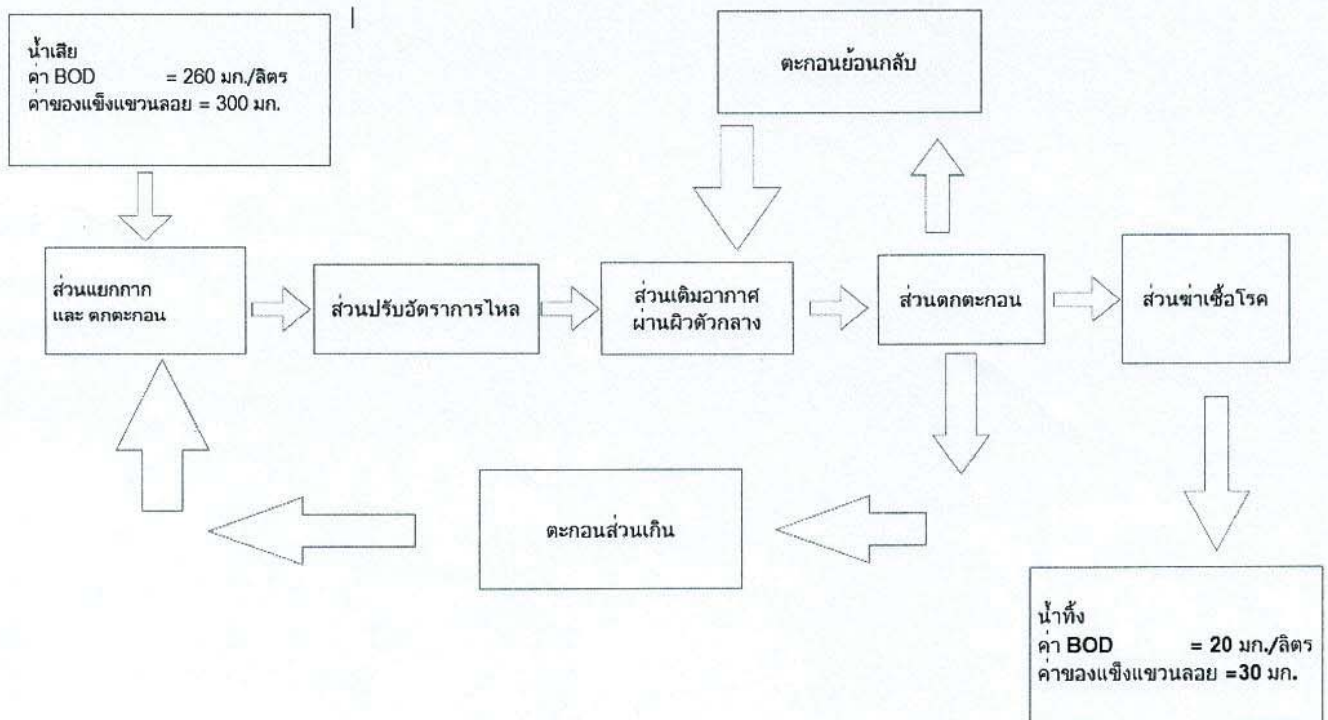 น้ำเสีย
ค่า BOD = 260 มก./ลิตร
ค่าของแข็งแขวนลอย = 300 มก.
ตะกอนย้อนกลับ
ส่วนแยกกาก
และ ตกตะกอน
ส่วนปรับอัตราการไหล
ส่วนเติมอากาศ
ผ่านผิวตัวกลาง
ส่วนตกตะกอน
ส่วนฆ่าเชื้อโรค
ตะกอนส่วนเกิน
น้ำทิ้ง
ค่า BOD = 20 มก./ลิตร
ค่าของแข็งแขวนลอย =30 มก.